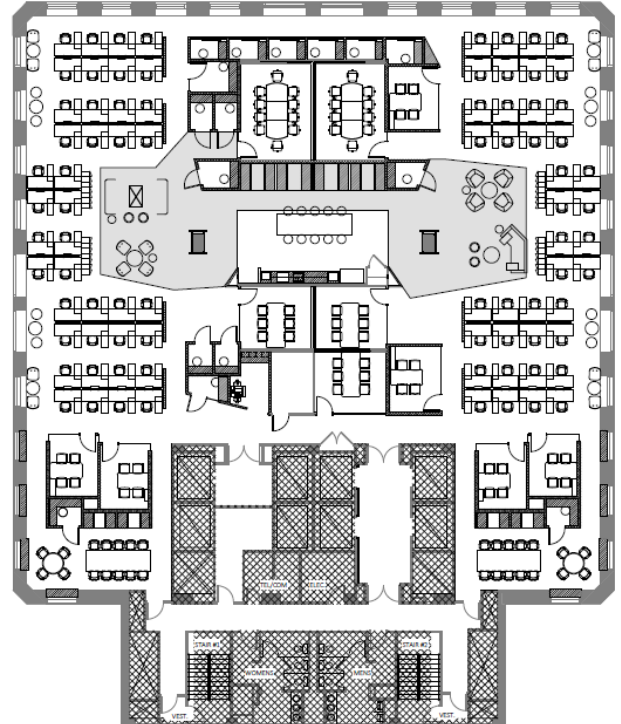 TEL/COM
ELEC.
STAIR #1
STAIR #2
WOMENS
MENS
VEST.
VEST.